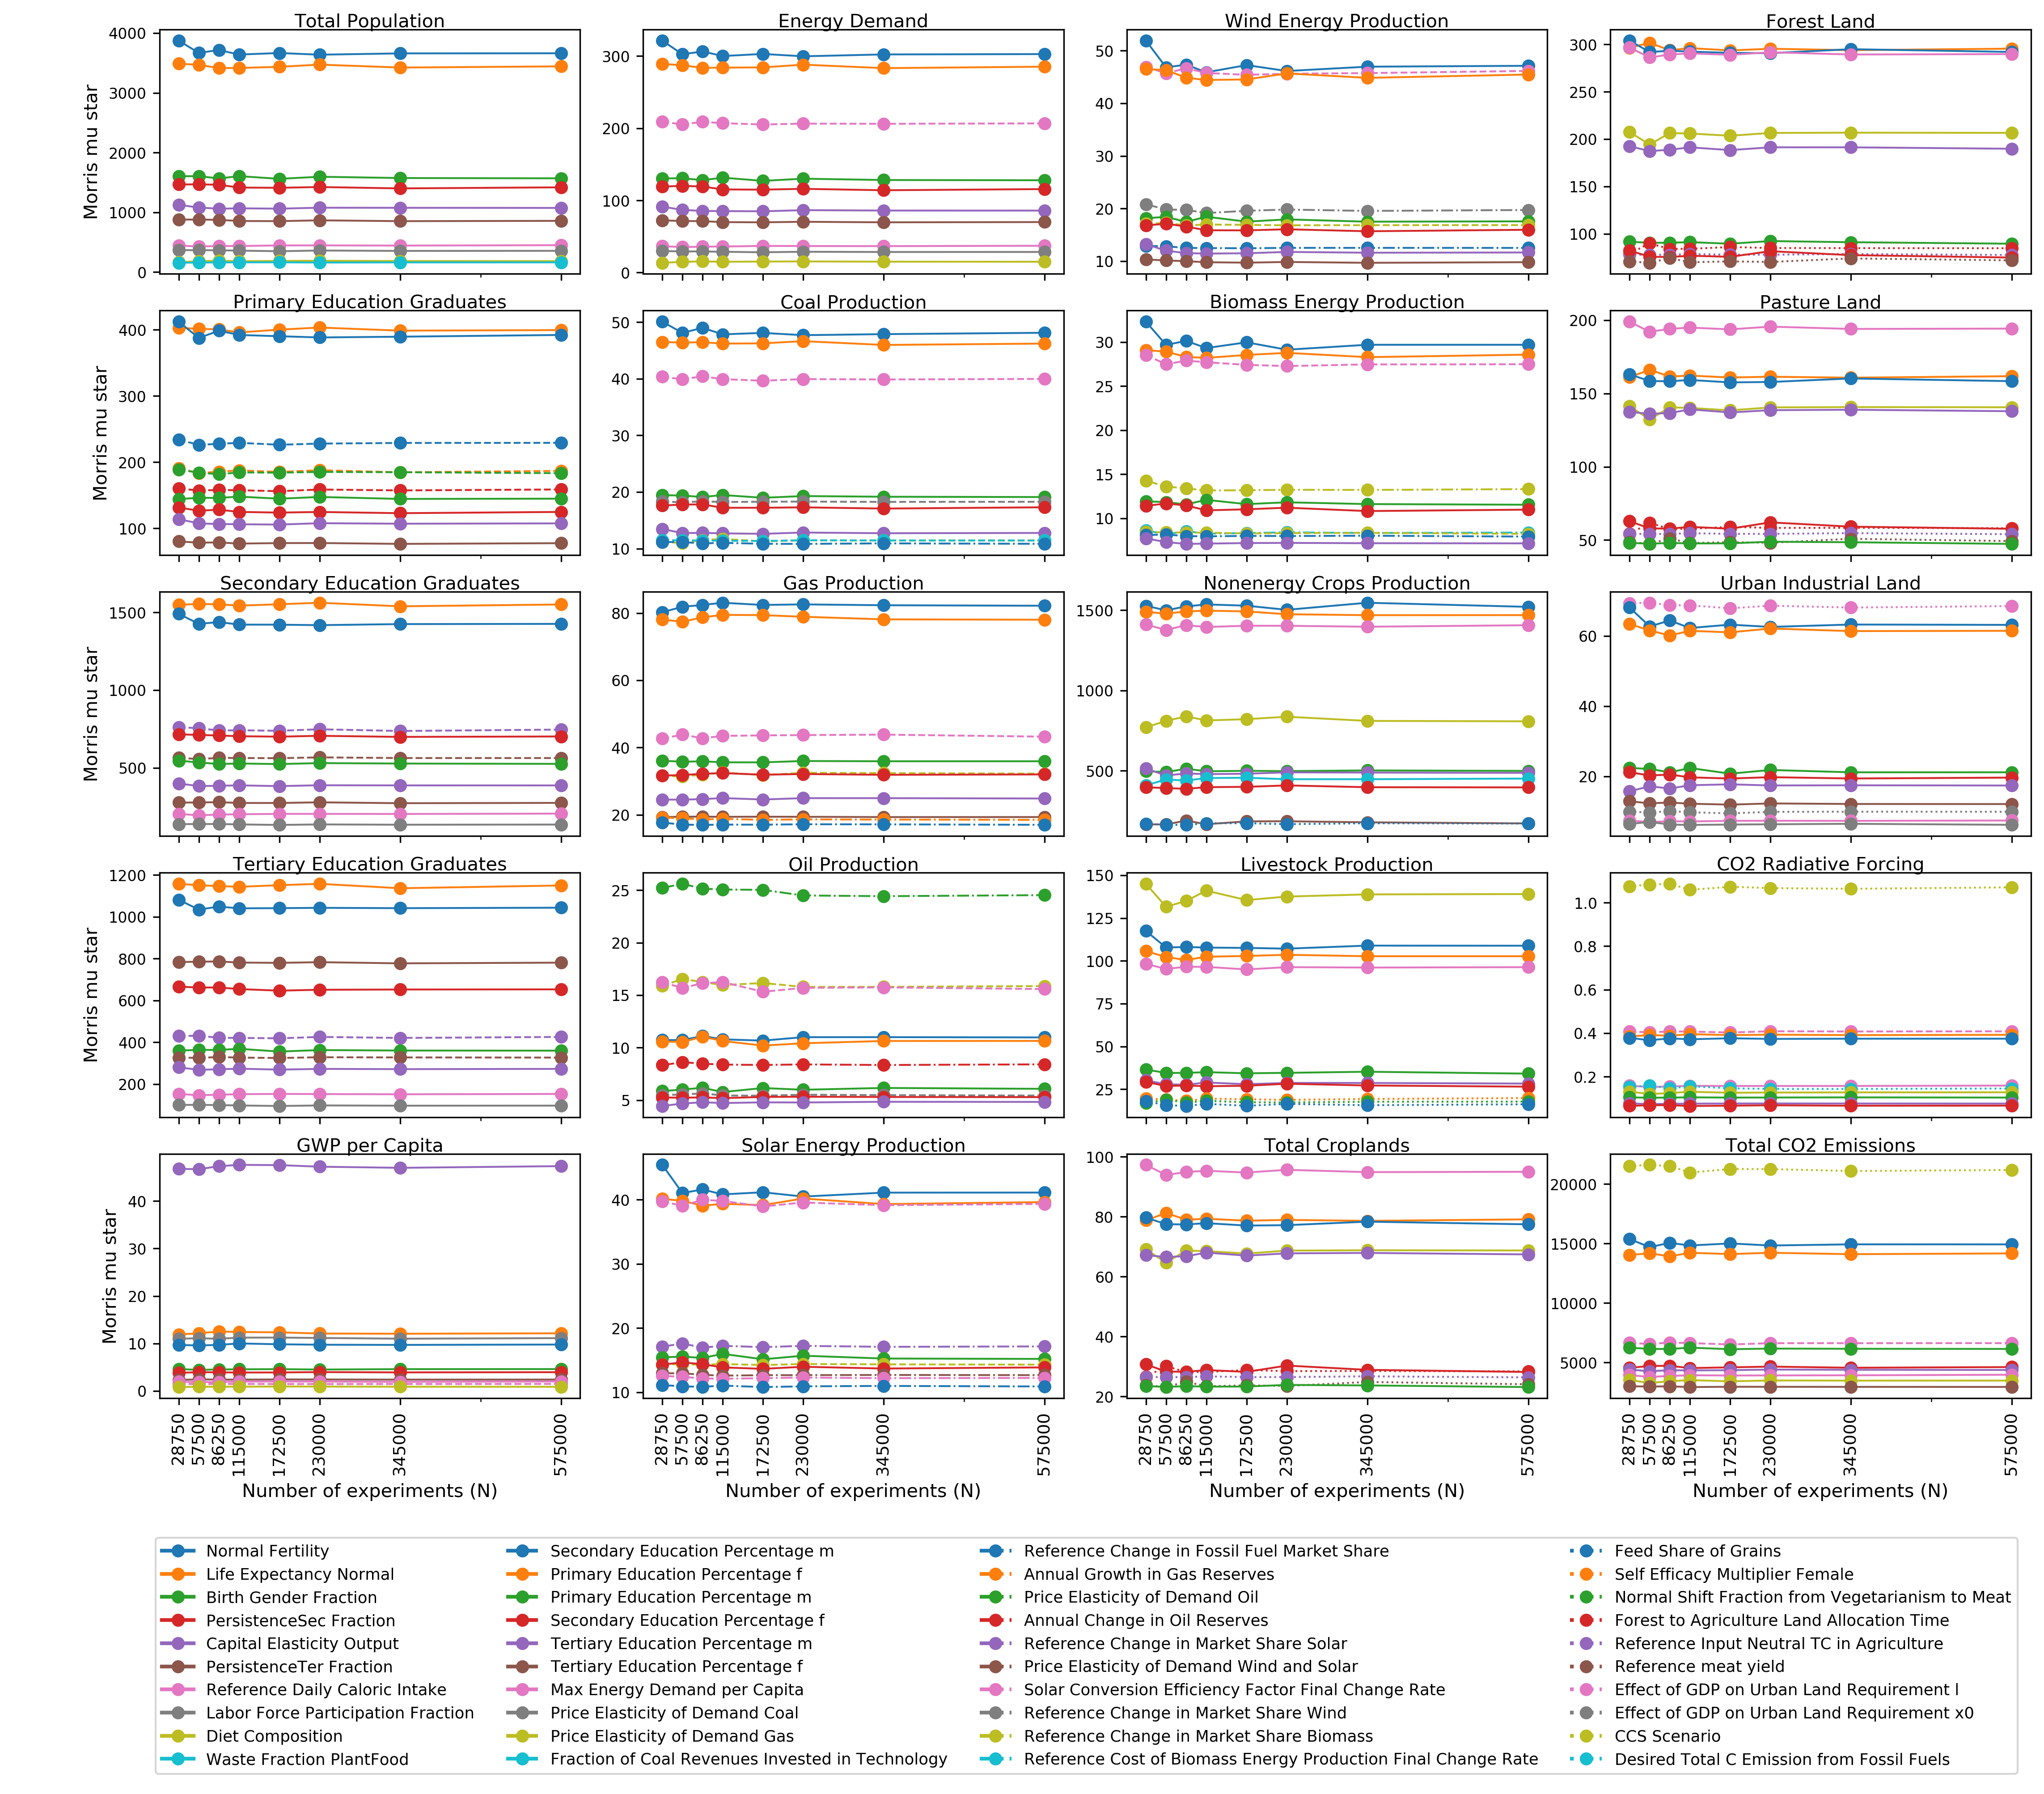 Total Population
Energy Demand
Wind Energy Production
Forest Land
Morris mu star
4000
3000
2000
1000
0
300
200
100
0
50
40
30
20
10
300
250
200
150
100
Primary Education Graduates
Coal Production
Biomass Energy Production
Pasture Land
Morris mu star
400
300
200
100
50
40
30
20
10
30
25
20
15
10
200
150
100
50
Secondary Education Graduates
Gas Production
Nonenergy Crops Production
Urban Industrial Land
Morris mu star
1500
1000
500
80
60
40
20
1500
1000
500
60
40
20
Tertiary Education Graduates
Oil Production
Livestock Production
CO2 Radiative Forcing
Morris mu star
1200
1000
800
600
400
200
25
20
15
10
5
150
125
100
75
50
25
1.0
0.8
0.6
0.4
0.2
GWP per Capita
Solar Energy Production
Total Croplands
Total CO2 Emissions
Morris mu star
40
30
20
10
0
40
30
20
10
100
80
60
40
20
20000
15000
10000
5000
28750 57500 86250 115000 172500 230000 345000 575000
28750 57500 86250 115000 172500 230000 345000 575000
28750 57500 86250 115000 172500 230000 345000 575000
28750 57500 86250 115000 172500 230000 345000 575000
Number of experiments (N)
Number of experiments (N)
Number of experiments (N)
Number of experiments (N)
Normal Fertility
Life Expectancy Normal
Birth Gender Fraction
PersistenceSec Fraction
Capital Elasticity Output
PersistenceTer Fraction
Reference Daily Caloric Intake
Labor Force Participation Fraction
Diet Composition
Waste Fraction PlantFood
Secondary Education Percentage m
Primary Education Percentage f
Primary Education Percentage m
Secondary Education Percentage f
Tertiary Education Percentage m
Tertiary Education Percentage f
Max Energy Demand per Capita
Price Elasticity of Demand Coal
Price Elasticity of Demand Gas
Fraction of Coal Revenues Invested in Technology
Reference Change in Fossil Fuel Market Share
Annual Growth in Gas Reserves
Price Elasticity of Demand Oil
Annual Change in Oil Reserves
Reference Change in Market Share Solar
Price Elasticity of Demand Wind and Solar
Solar Conversion Efficiency Factor Final Change Rate
Reference Change in Market Share Wind
Reference Change in Market Share Biomass
Reference Cost of Biomass Energy Production Final Change Rate
Feed Share of Grains
Self Efficacy Multiplier Female
Normal Shift Fraction from Vegetarianism to Meat
Forest to Agriculture Land Allocation Time
Reference Input Neutral TC in Agriculture
Reference meat yield
Effect of GDP on Urban Land Requirement l
Effect of GDP on Urban Land Requirement x0
CCS Scenario
Desired Total C Emission from Fossil Fuels